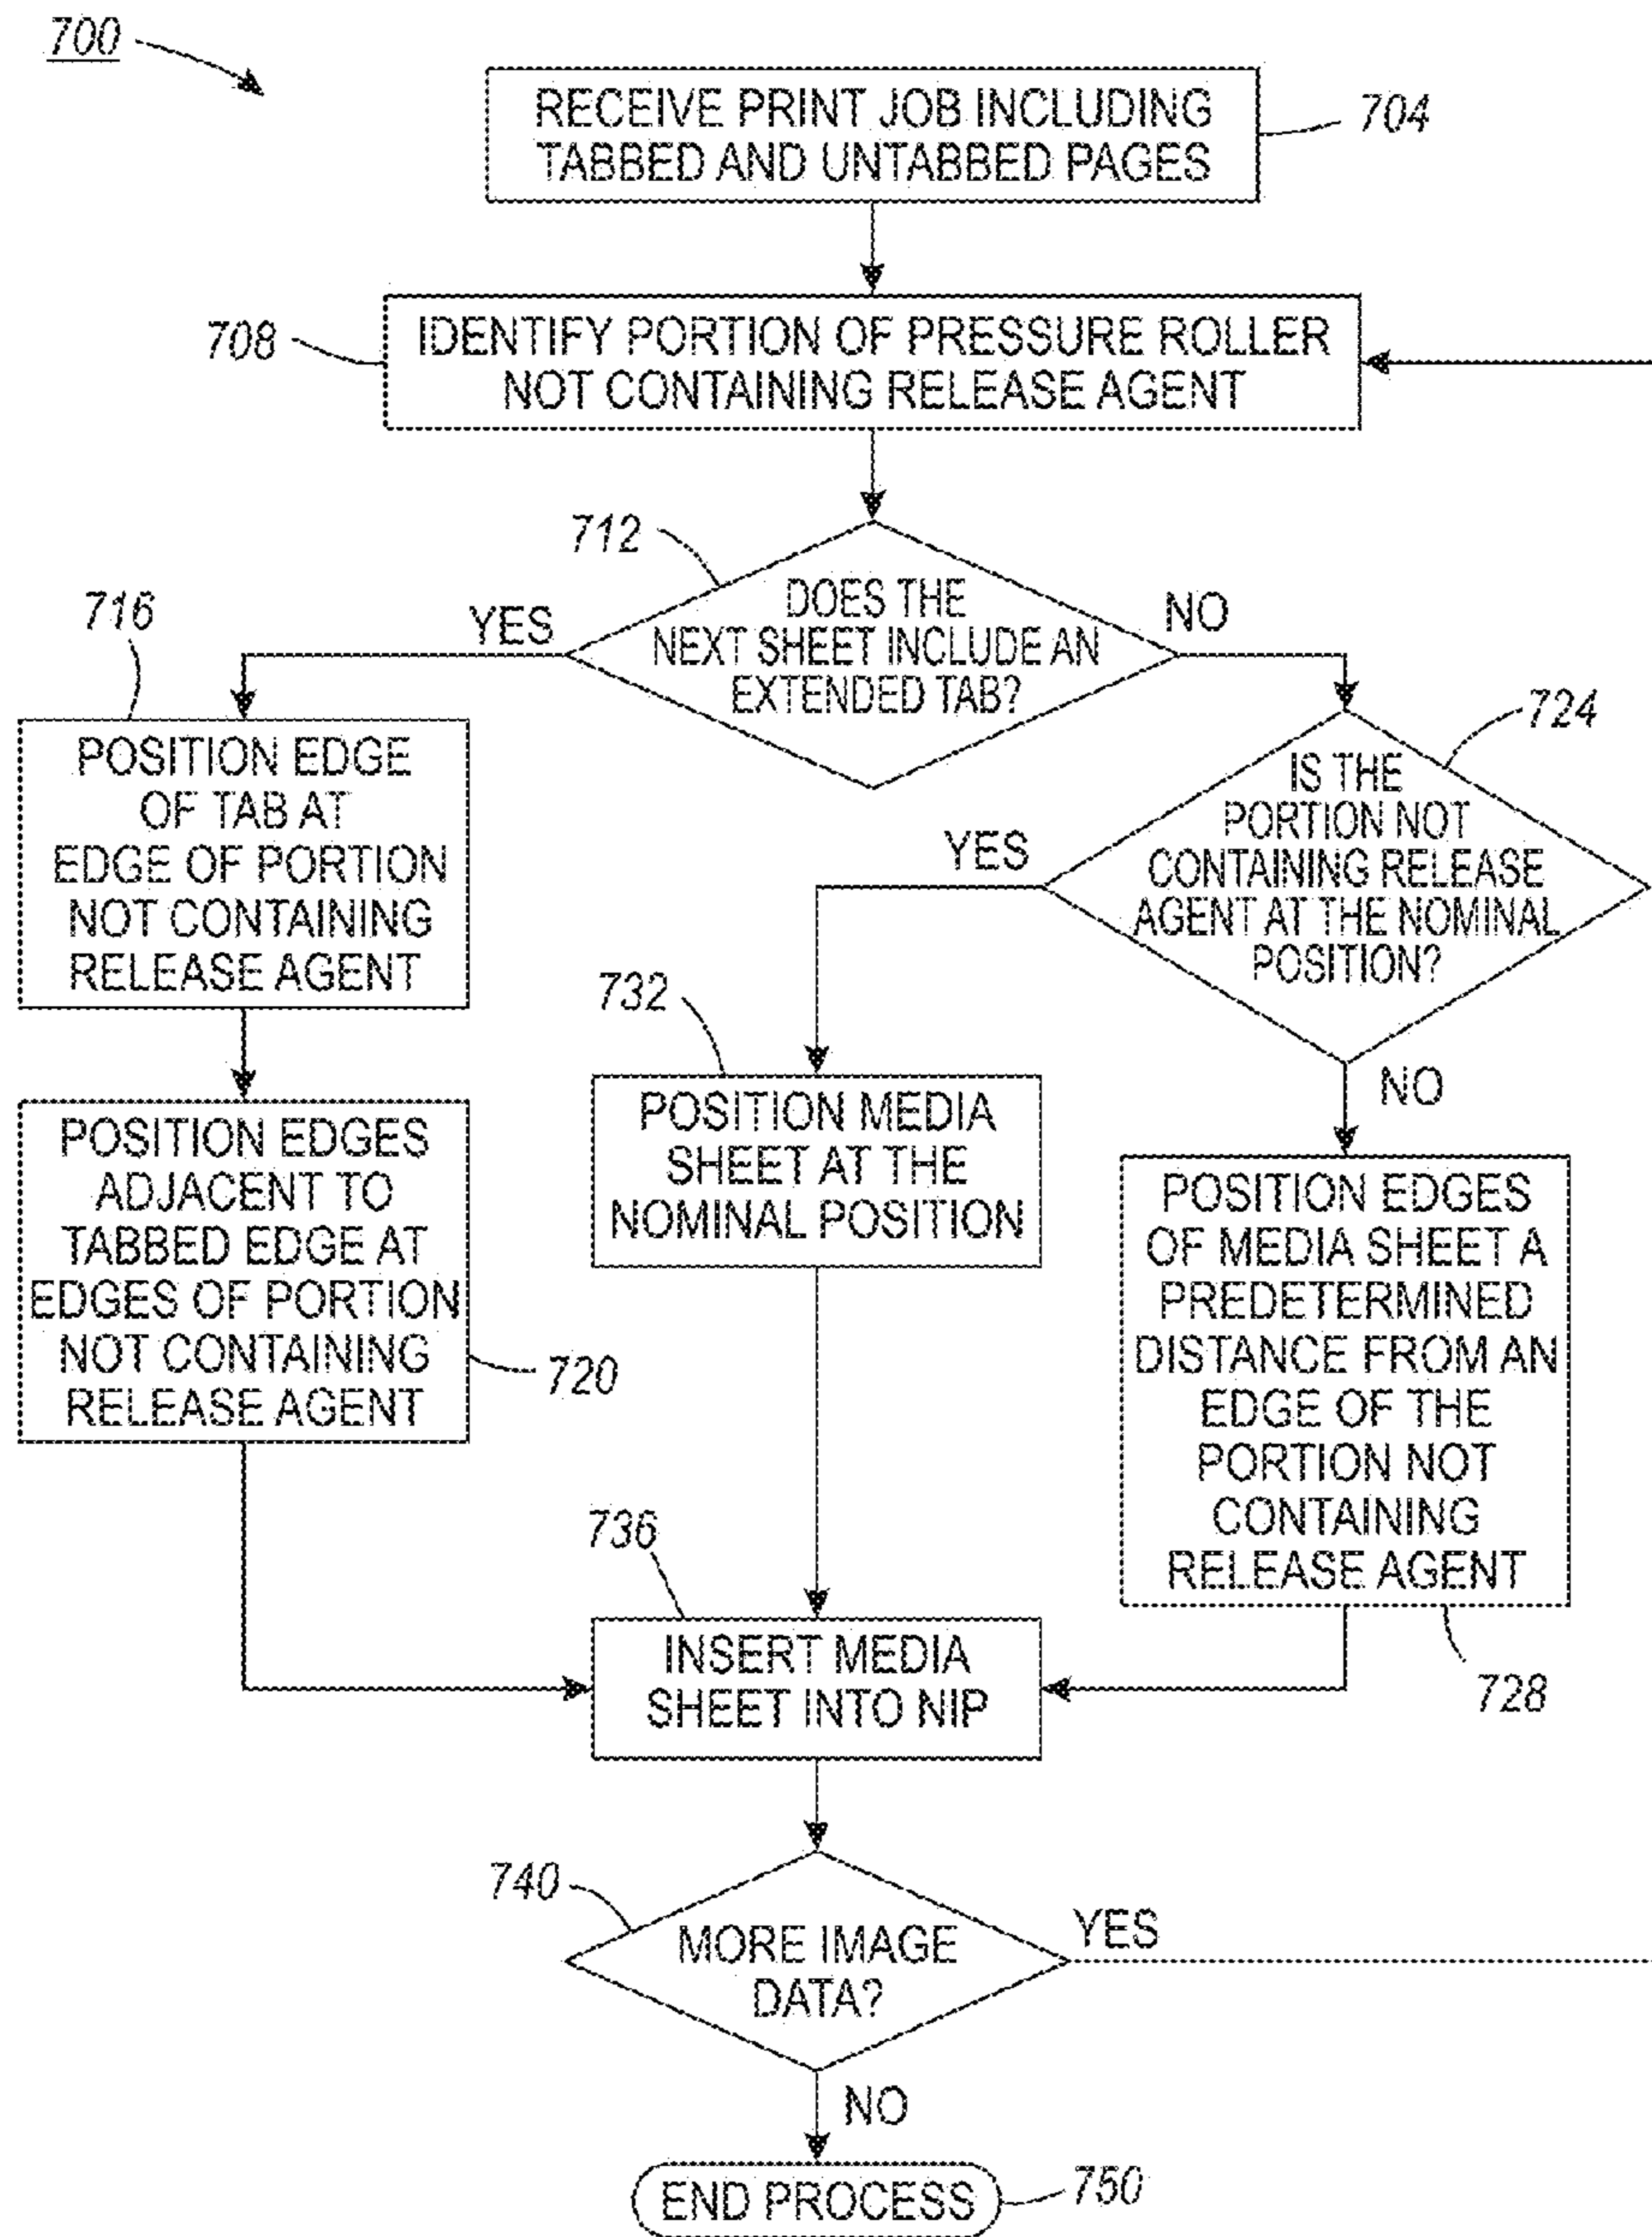 700
RECEIVE PRINT JOB INCLUDING
TABBED AND UNTABBED PAGES
704
708
IDENTIFY PORTION OF PRESSURE ROLLER
NOT CONTAINING RELEASE AGENT
712
DOES THE
NEXT SHEET INCLUDE AN
EXTENDED TAB?
YES
NO
716
POSITION EDGE
OF TAB AT
EDGE OF PORTION
NOT CONTAINING
RELEASE AGENT
724
IS THE
PORTION NOT
CONTAINING RELEASE
AGENT AT THE NOMINAL
POSITION?
YES
NO
POSITION EDGES
ADJACENT TO
TABBED EDGE AT
EDGES OF PORTION
NOT CONTAINING
RELEASE AGENT
720
732
POSITION MEDIA
SHEET AT THE
NOMINAL POSITION
POSITION EDGES
OF MEDIA SHEET A
PREDETERMINED
DISTANCE FROM AN
EDGE OF THE
PORTION NOT
CONTAINING
RELEASE AGENT
728
736
INSERT MEDIA
SHEET INTO NIP
740
MORE IMAGE
DATA?
YES
NO
END PROCESS
750